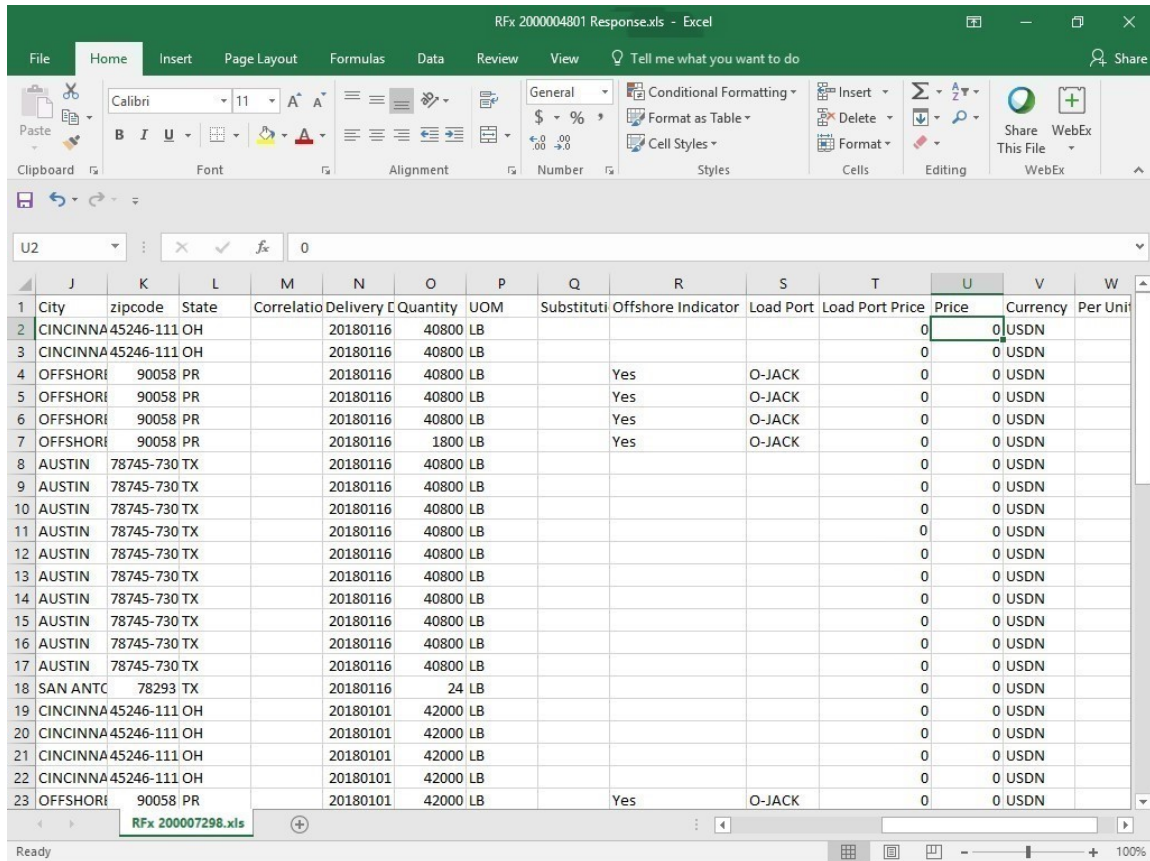 RFx 2000004801 Response.xls - Excel
File Home Insert Page Layout Formulas Data Review View Tell me what you want to do Share
Calibri 11 A A General Conditional Formatting Insert
Paste B I U A $ % , Format as Table Delete Share This File WebEx
.00 .00 .0 Cell Styles Format
Clipboard Font Alignment Number Styles Cells Editing WebEx
U2 fx 0
J K L M N O P Q R S T U V W
1 City zipcode State Correlatio Delivery D Quantity UOM Substituti Offshore Indicator Load Port Load Port Price Price Currency Per Unit
2 CINCINNA 45246-111 OH 20180116 40800 LB 0 0 USDN
3 CINCINNA 45246-111 OH 20180116 40800 LB 0 0 USDN
4 OFFSHORE 90058 PR 20180116 40800 LB Yes O-JACK 0 0 USDN
5 OFFSHORE 90058 PR 20180116 40800 LB Yes O-JACK 0 0 USDN
6 OFFSHORE 90058 PR 20180116 40800 LB Yes O-JACK 0 0 USDN
7 OFFSHORE 90058 PR 20180116 1800 LB Yes O-JACK 0 0 USDN
8 AUSTIN 78745-730 TX 20180116 40800 LB 0 0 USDN
9 AUSTIN 78745-730 TX 20180116 40800 LB 0 0 USDN
10 AUSTIN 78745-730 TX 20180116 40800 LB 0 0 USDN
11 AUSTIN 78745-730 TX 20180116 40800 LB 0 0 USDN
12 AUSTIN 78745-730 TX 20180116 40800 LB 0 0 USDN
13 AUSTIN 78745-730 TX 20180116 40800 LB 0 0 USDN
14 AUSTIN 78745-730 TX 20180116 40800 LB 0 0 USDN
15 AUSTIN 78745-730 TX 20180116 40800 LB 0 0 USDN
16 AUSTIN 78745-730 TX 20180116 40800 LB 0 0 USDN
17 AUSTIN 78745-730 TX 20180116 40800 LB 0 0 USDN
18 SAN ANTO 78293 TX 20180116 24 LB 0 0 USDN
19 CINCINNA 45246-111 OH 20180101 42000 LB 0 0 USDN
20 CINCINNA 45246-111 OH 20180101 42000 LB 0 0 USDN
21 CINCINNA 45246-111 OH 20180101 42000 LB 0 0 USDN
22 CINCINNA 45246-111 OH 20180101 42000 LB 0 0 USDN
23 OFFSHORE 90058 PR 20180101 42000 LB Yes O-JACK 0 0 USDN
RFx 200007298.xls
Ready 100%